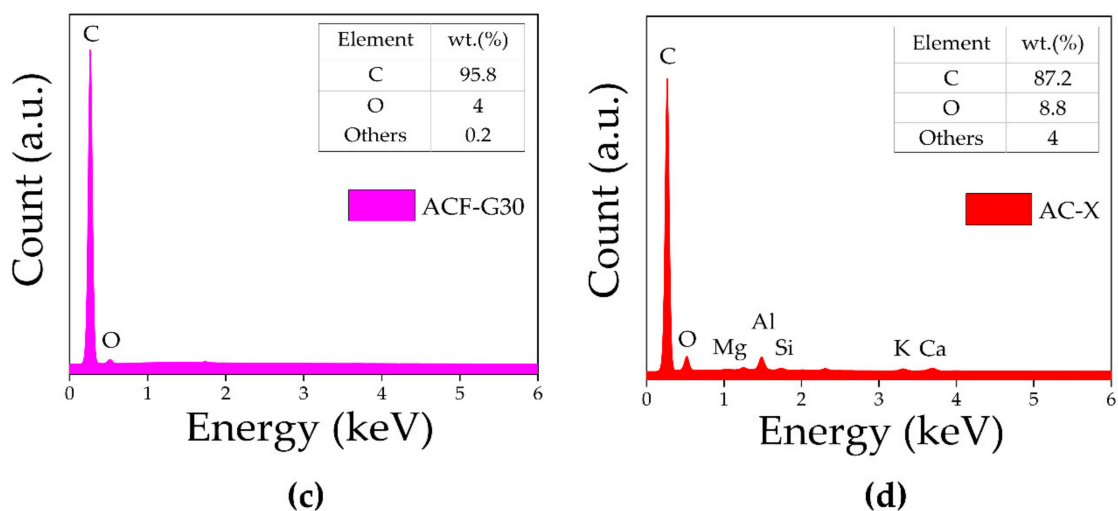 Count (a.u.)
C
O
Element wt.(%)
C 95.8
O 4
Others 0.2
ACF-G30
0 1 2 3 4 5 6
Energy (keV)
(c)
Count (a.u.)
C
O
Mg
Al
Si
K
Ca
Element wt.(%)
C 87.2
O 8.8
Others 4
AC-X
0 1 2 3 4 5 6
Energy (keV)
(d)